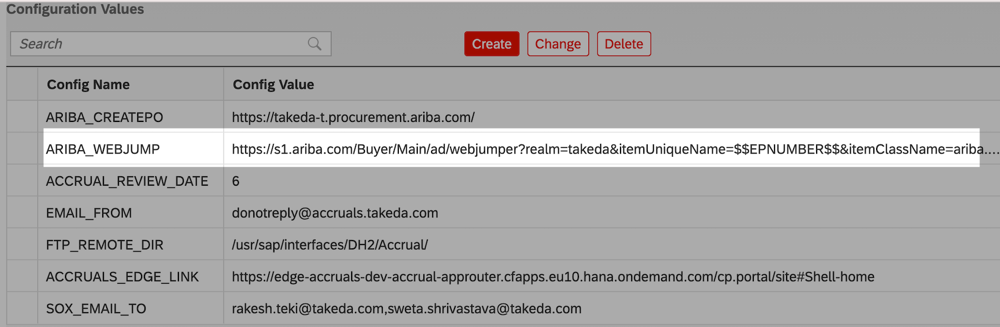 Configuration Values
Search
Create Change Delete
Config Name Config Value
ARIBA_CREATEPO https://takeda-t.procurement.ariba.com/
ARIBA_WEBJUMP https://s1.ariba.com/Buyer/Main/ad/webjumper?realm=takeda&itemUniqueName=$$EPNUMBER$$&itemClassName=ariba....
ACCRUAL_REVIEW_DATE 6
EMAIL_FROM donotreply@accruals.takeda.com
FTP_REMOTE_DIR /usr/sap/interfaces/DH2/Accrual/
ACCRUALS_EDGE_LINK https://edge-accruals-dev-accrual-approuter.cfapps.eu10.hana.ondemand.com/cp.portal/site#Shell-home
SOX_EMAIL_TO rakesh.teki@takeda.com,sweta.shrivastava@takeda.com